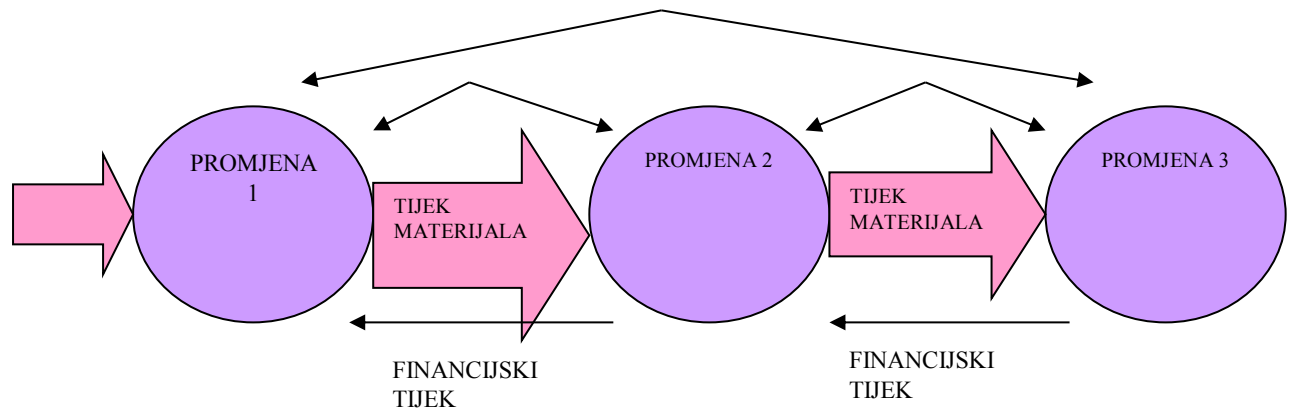 PROMJENA
1
TIJEK
MATERIJALA
PROMJENA 2
TIJEK
MATERIJALA
PROMJENA 3
FINANCIJSKI
TIJEK
FINANCIJSKI
TIJEK